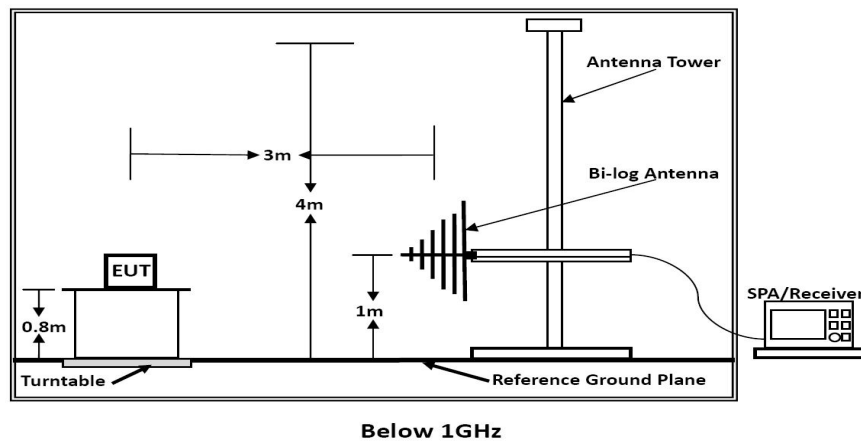 Antenna Tower
3m
Bi-log Antenna
4m
EUT
0.8m
1m
SPA/Receiver
Turntable
Reference Ground Plane
Below 1GHz